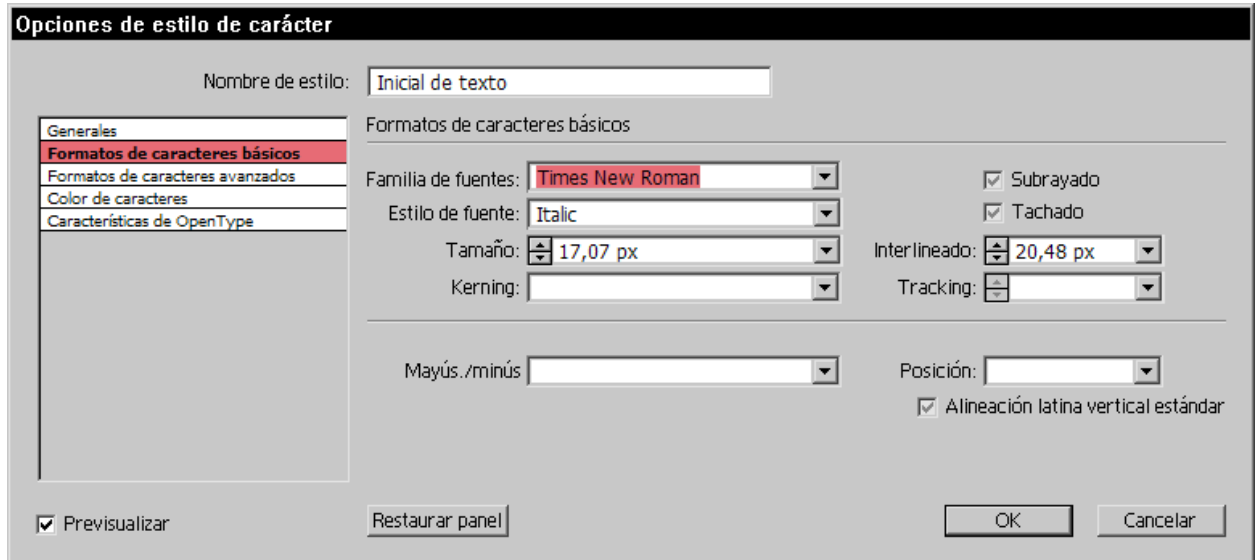 Opciones de estilo de carácter
Nombre de estilo: Inicial de texto
Generales
Formatos de caracteres básicos
Formatos de caracteres avanzados
Color de caracteres
Características de OpenType
Formatos de caracteres básicos
Familia de fuentes: Times New Roman
Subrayado
Estilo de fuente: Italic
Tachado
Tamaño: 17,07 px
Interlineado: 20,48 px
Kerning:
Tracking:
Mayús./minús
Posición:
Alineación latina vertical estándar
Previsualizar
Restaurar panel
OK
Cancelar